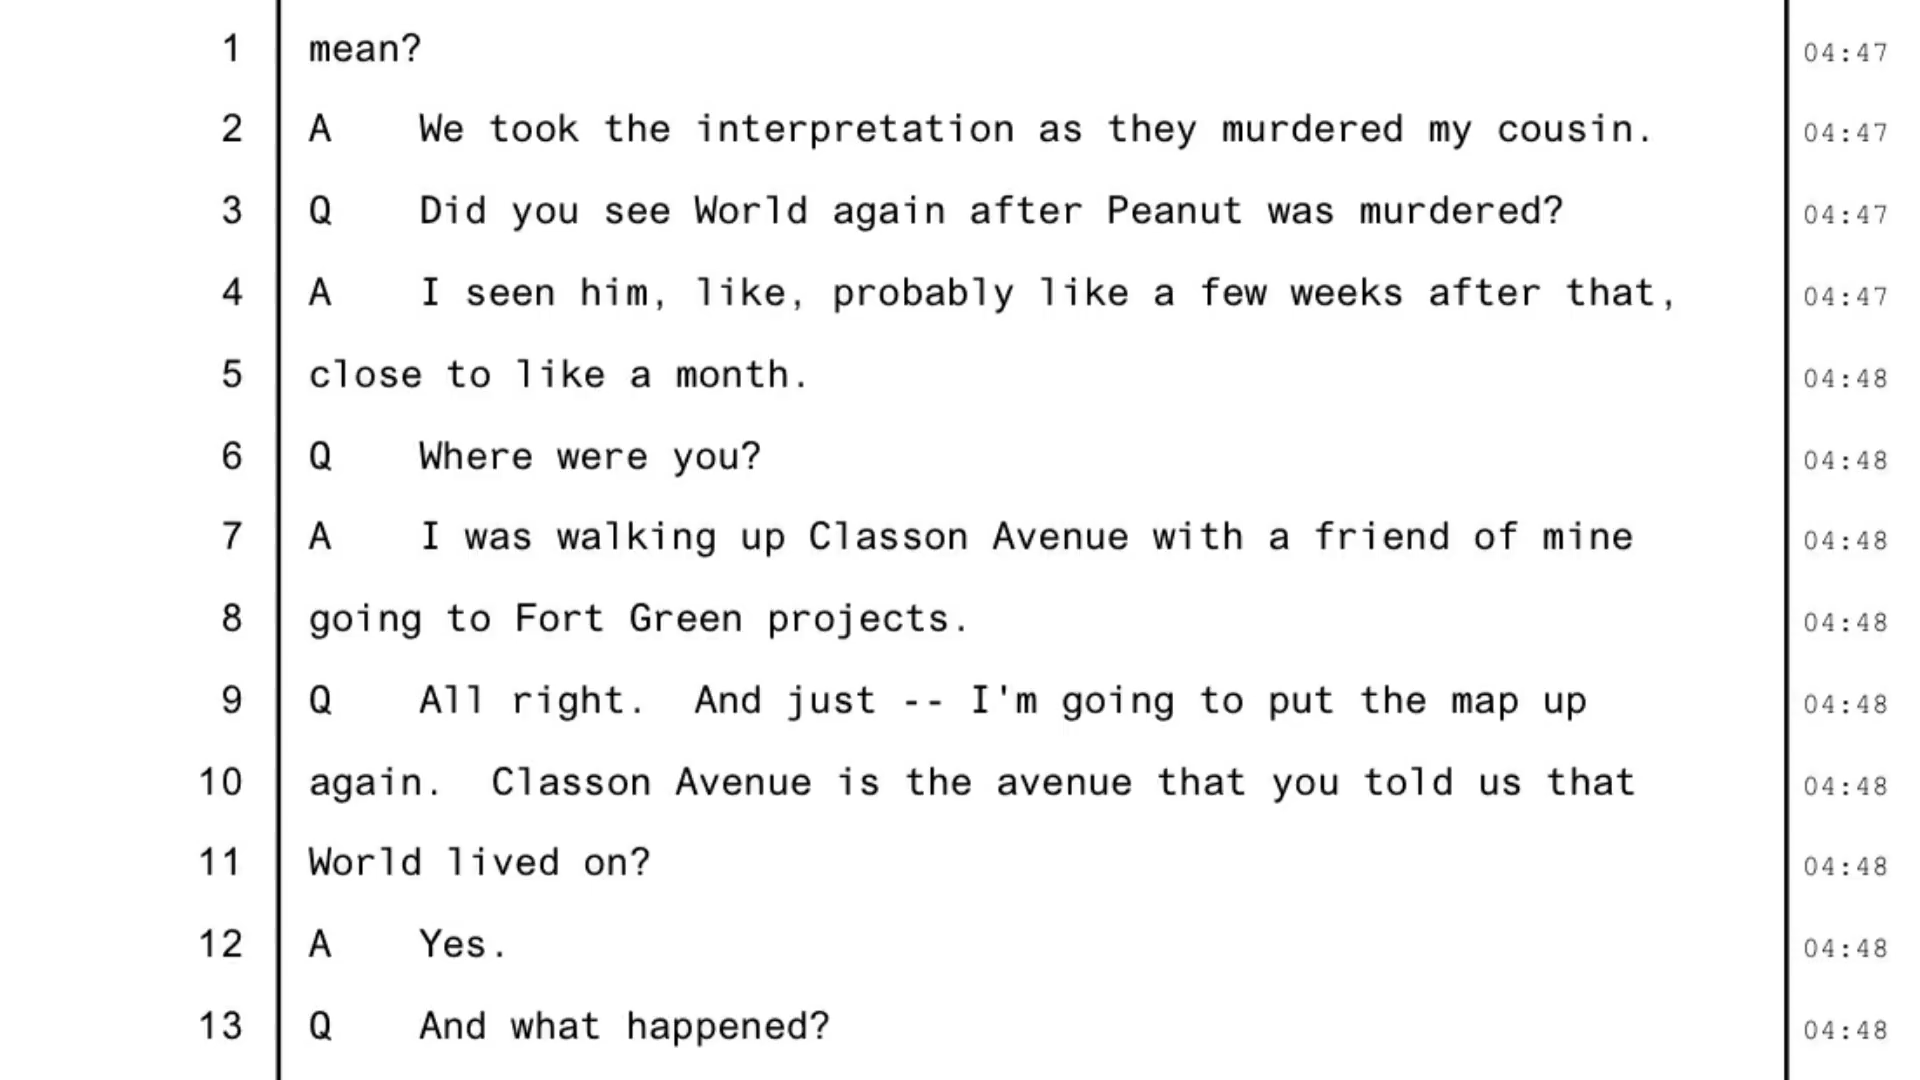 1 mean? 04:47
2 A We took the interpretation as they murdered my cousin. 04:47
3 Q Did you see World again after Peanut was murdered? 04:47
4 A I seen him, like, probably like a few weeks after that, 04:47
5 close to like a month. 04:48
6 Q Where were you? 04:48
7 A I was walking up Classon Avenue with a friend of mine 04:48
8 going to Fort Green projects. 04:48
9 Q All right. And just -- I'm going to put the map up 04:48
10 again. Classon Avenue is the avenue that you told us that 04:48
11 World lived on? 04:48
12 A Yes. 04:48
13 Q And what happened? 04:48